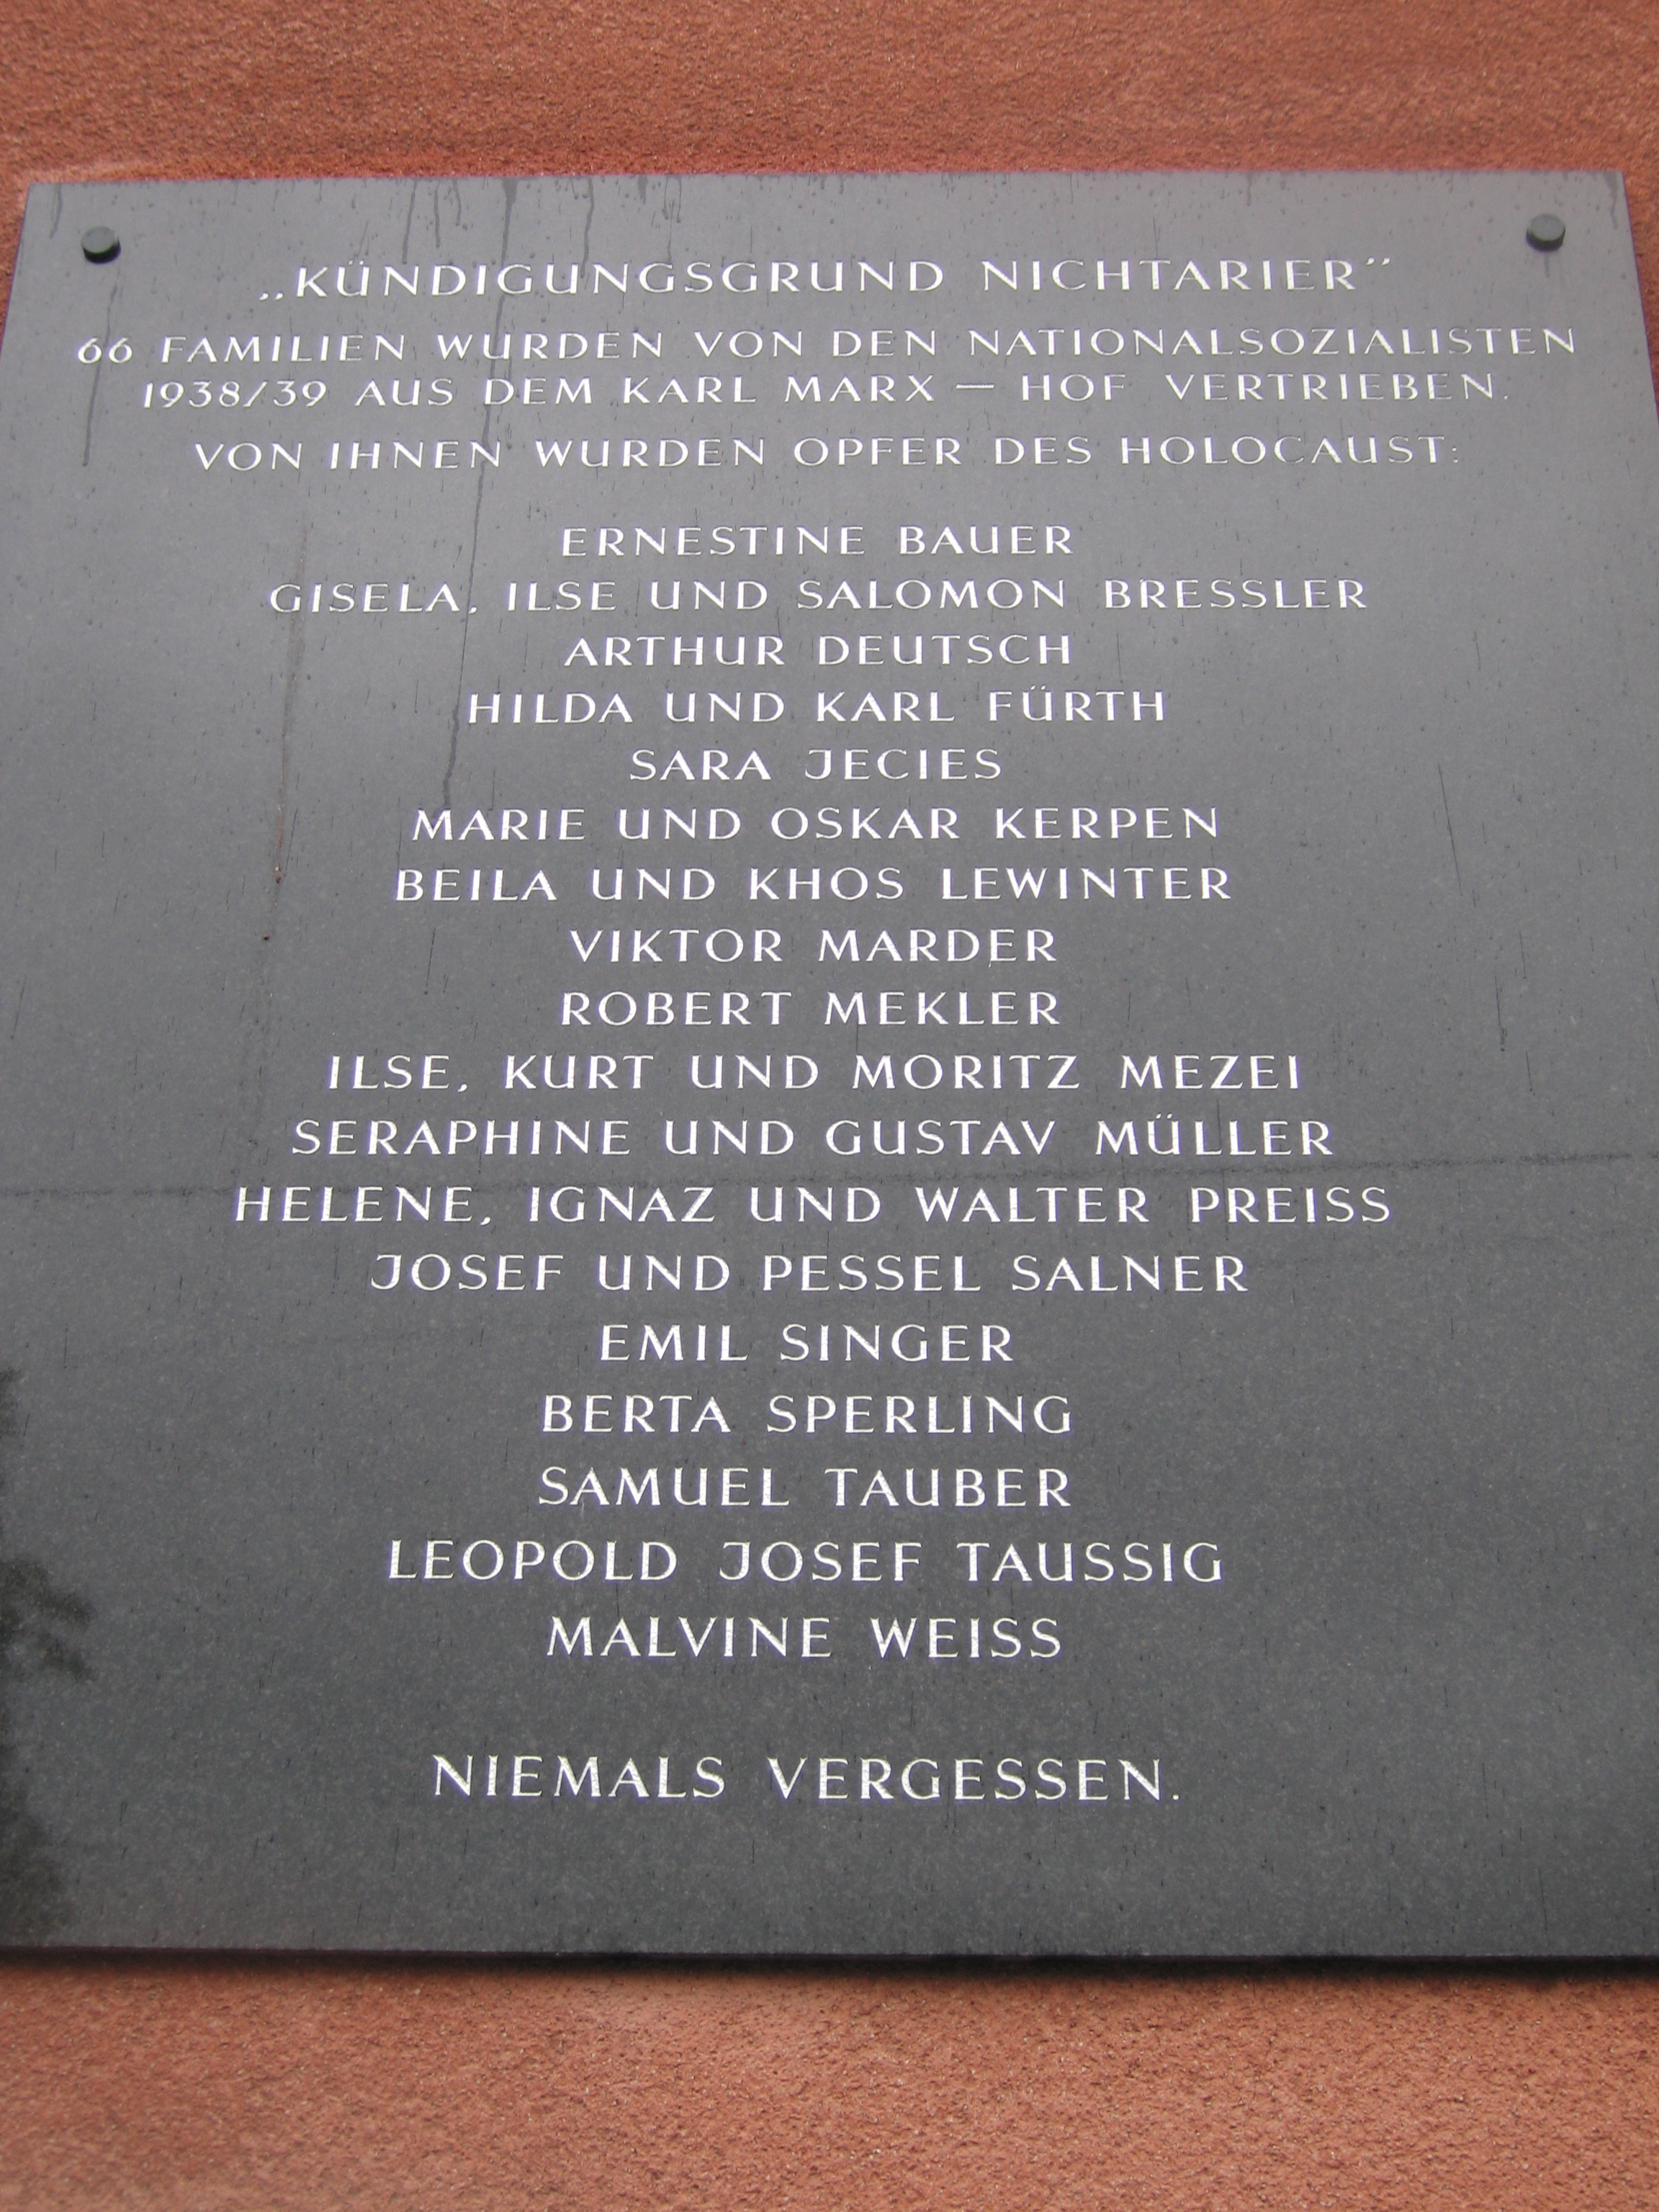 „KÜNDIGUNGSGRUND NICHTARIER”
66 FAMILIEN WURDEN VON DEN NATIONALSOZIALISTEN
1938/39 AUS DEM KARL MARX — HOF VERTRIEBEN.
VON IHNEN WURDEN OPFER DES HOLOCAUST:
ERNESTINE BAUER
GISELA, ILSE UND SALOMON BRESSLER
ARTHUR DEUTSCH
HILDA UND KARL FÜRTH
SARA JECIES
MARIE UND OSKAR KERPEN
BEILA UND KHOS LEWINTER
VIKTOR MARDER
ROBERT MEKLER
ILSE, KURT UND MORITZ MEZEI
SERAPHINE UND GUSTAV MÜLLER
HELENE, IGNAZ UND WALTER PREISS
JOSEF UND PESSEL SALNER
EMIL SINGER
BERTA SPERLING
SAMUEL TAUBER
LEOPOLD JOSEF TAUSSIG
MALVINE WEISS
NIEMALS VERGESSEN.